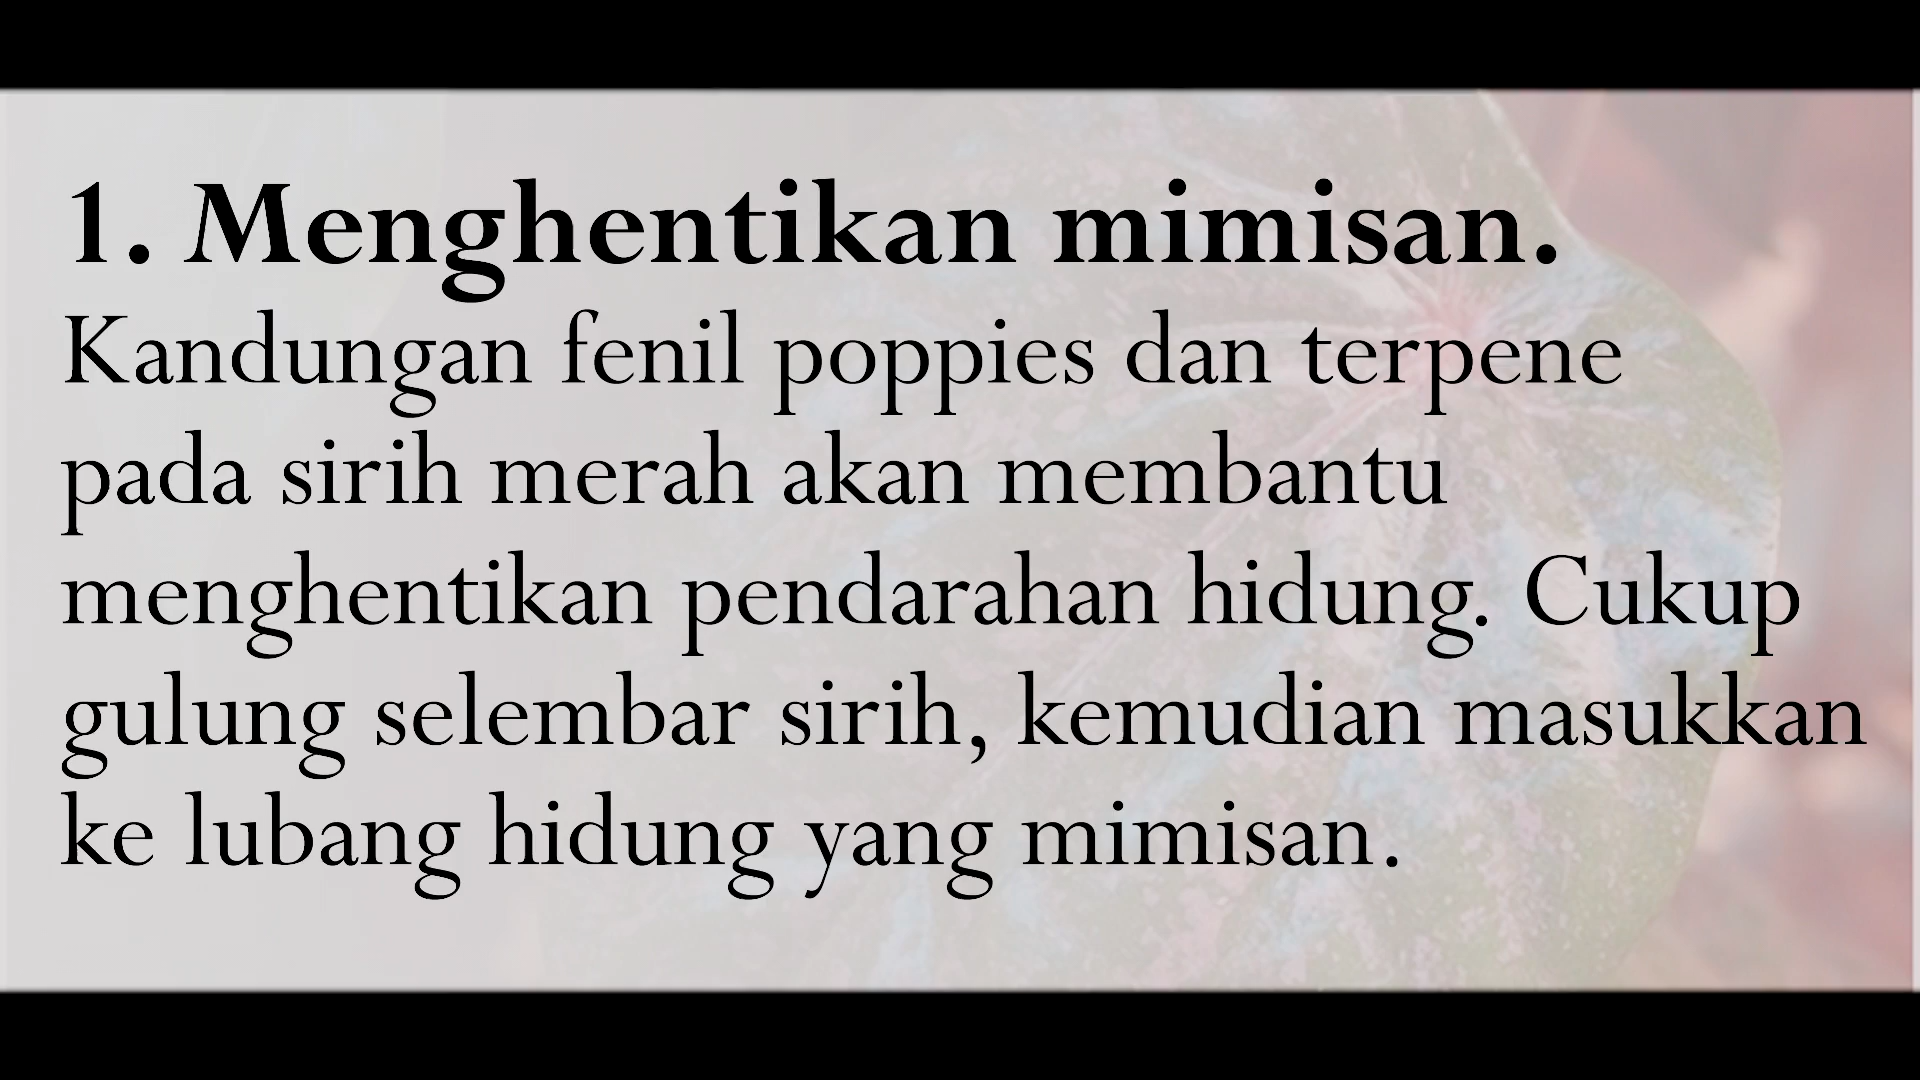 1. Menghentikan mimisan.
Kandungan fenil poppies dan terpene
pada sirih merah akan membantu
menghentikan pendarahan hidung. Cukup
gulung selembar sirih, kemudian masukkan
ke lubang hidung yang mimisan.